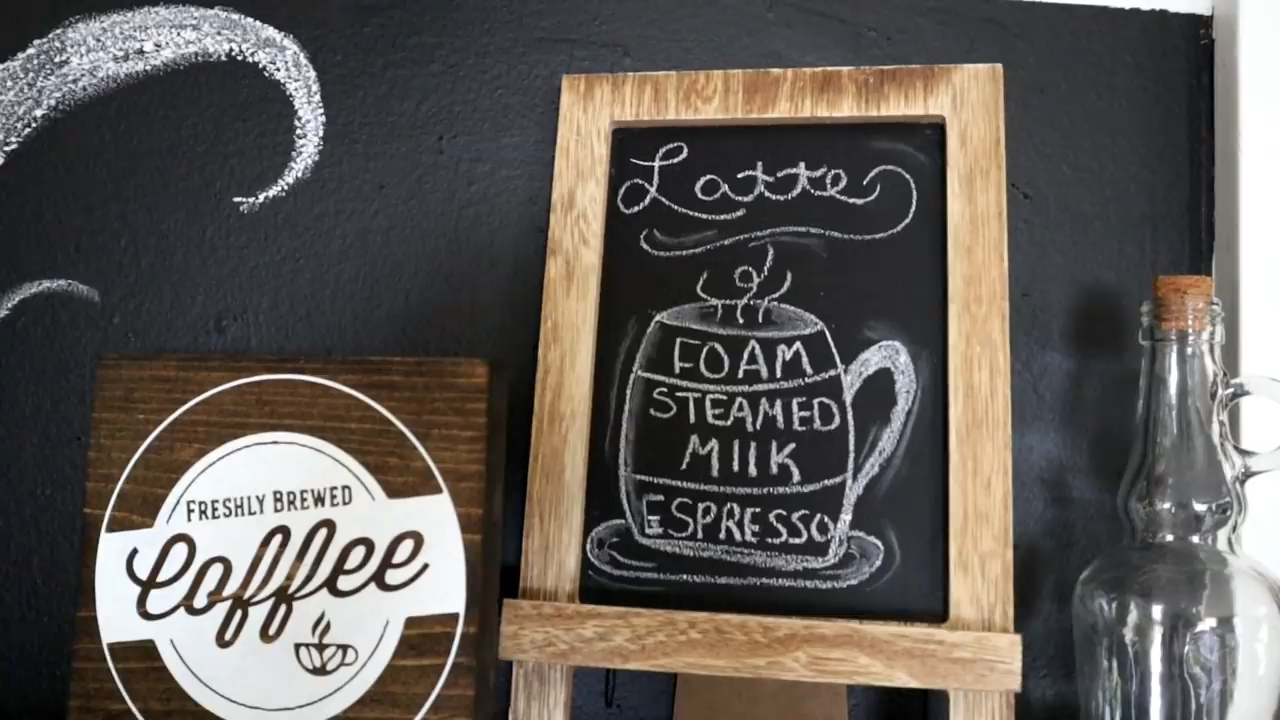 Latte
FOAM
STEAMED
MIlK
ESPRESSO
FRESHLY BREWED
Coffee